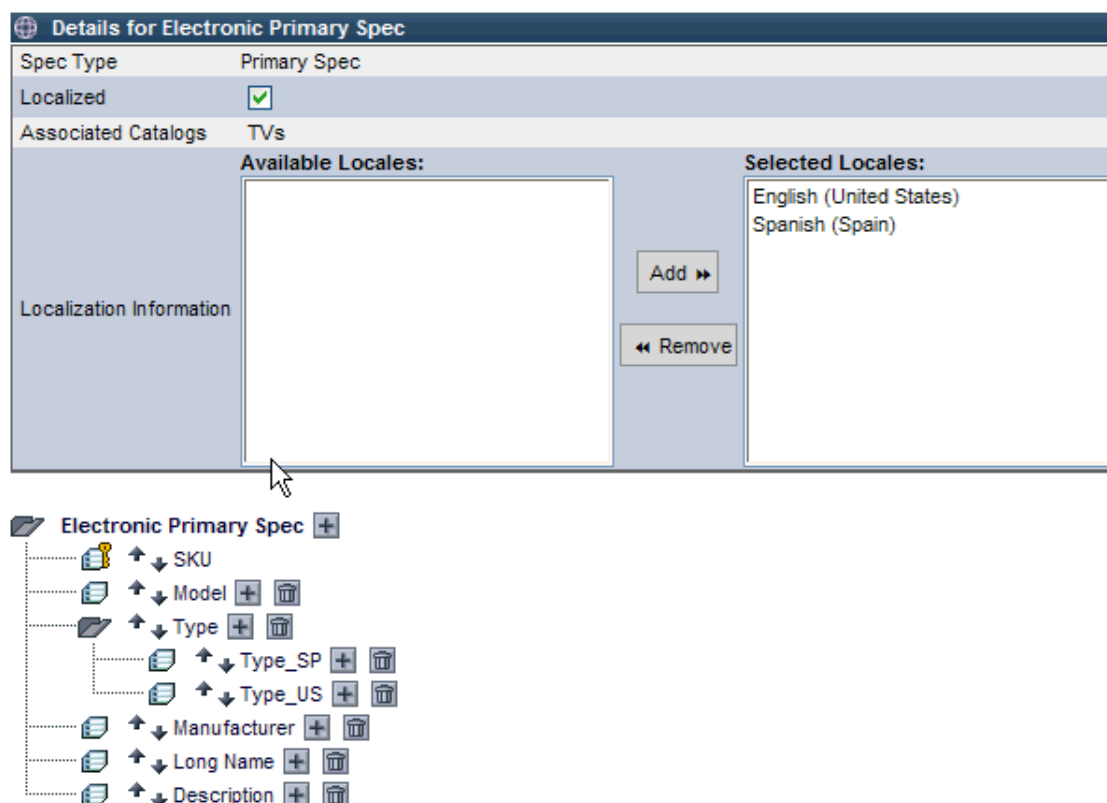 Details for Electronic Primary Spec
Spec Type Primary Spec
Localized
Associated Catalogs TVs
Available Locales: Selected Locales:
English (United States)
Spanish (Spain)
Add
Localization Information
Remove
Electronic Primary Spec
SKU
Model
Type
Type_SP
Type_US
Manufacturer
Long Name
Description